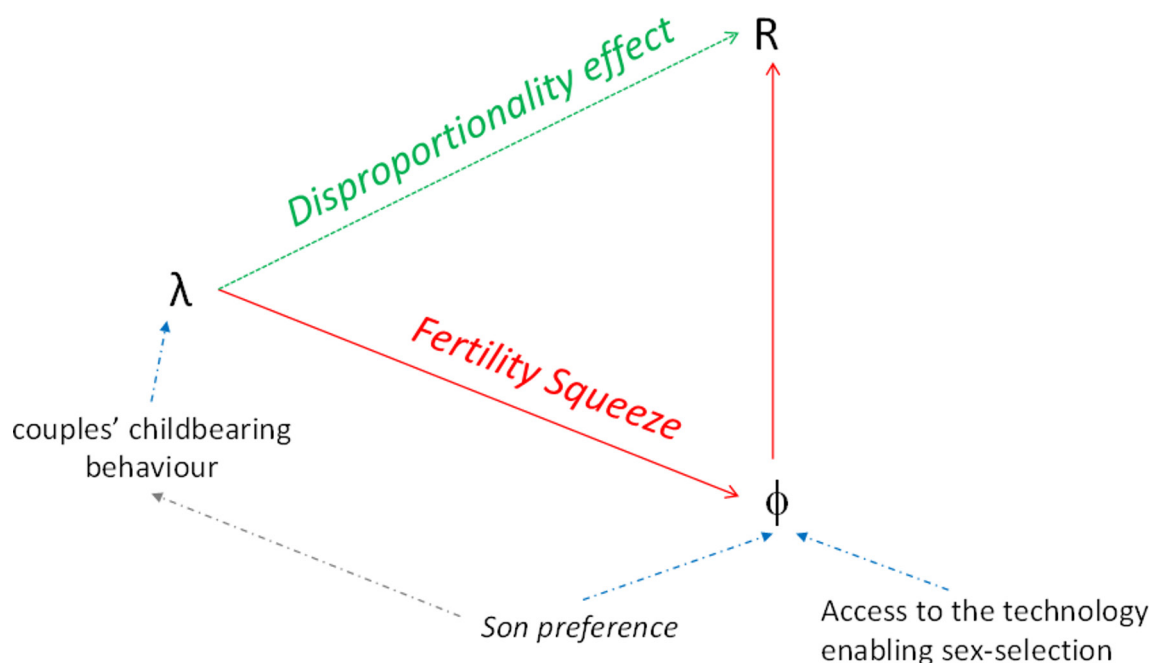 R
Disproportionality effect
λ
Fertility Squeeze
couples’ childbearing
behaviour
ϕ
Son preference
Access to the technology
enabling sex-selection